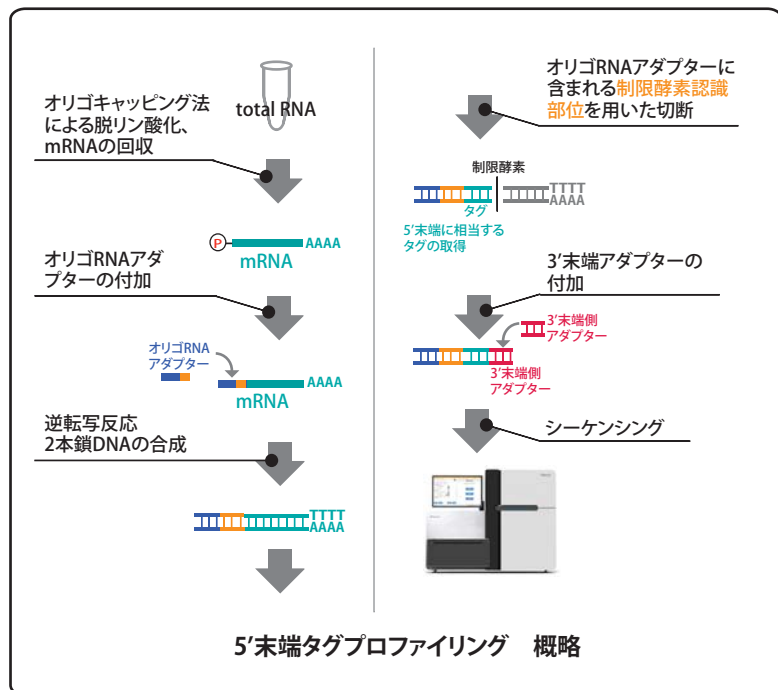 total RNA
オリゴキャッピング法
による脱リン酸化、
mRNAの回収
P
AAAA
mRNA
オリゴRNAアダ
プターの付加
オリゴRNA
アダプター
AAAA
mRNA
逆転写反応
2本鎖DNAの合成
TTTT
AAAA
オリゴRNAアダプターに
含まれる制限酵素認識
部位を用いた切断
制限酵素
TTTT
AAAA
タグ
5′末端に相当する
タグの取得
3′末端アダプターの
付加
3′末端側
アダプター
3′末端側
アダプター
シーケンシング
5′末端タグプロファイリング　概略